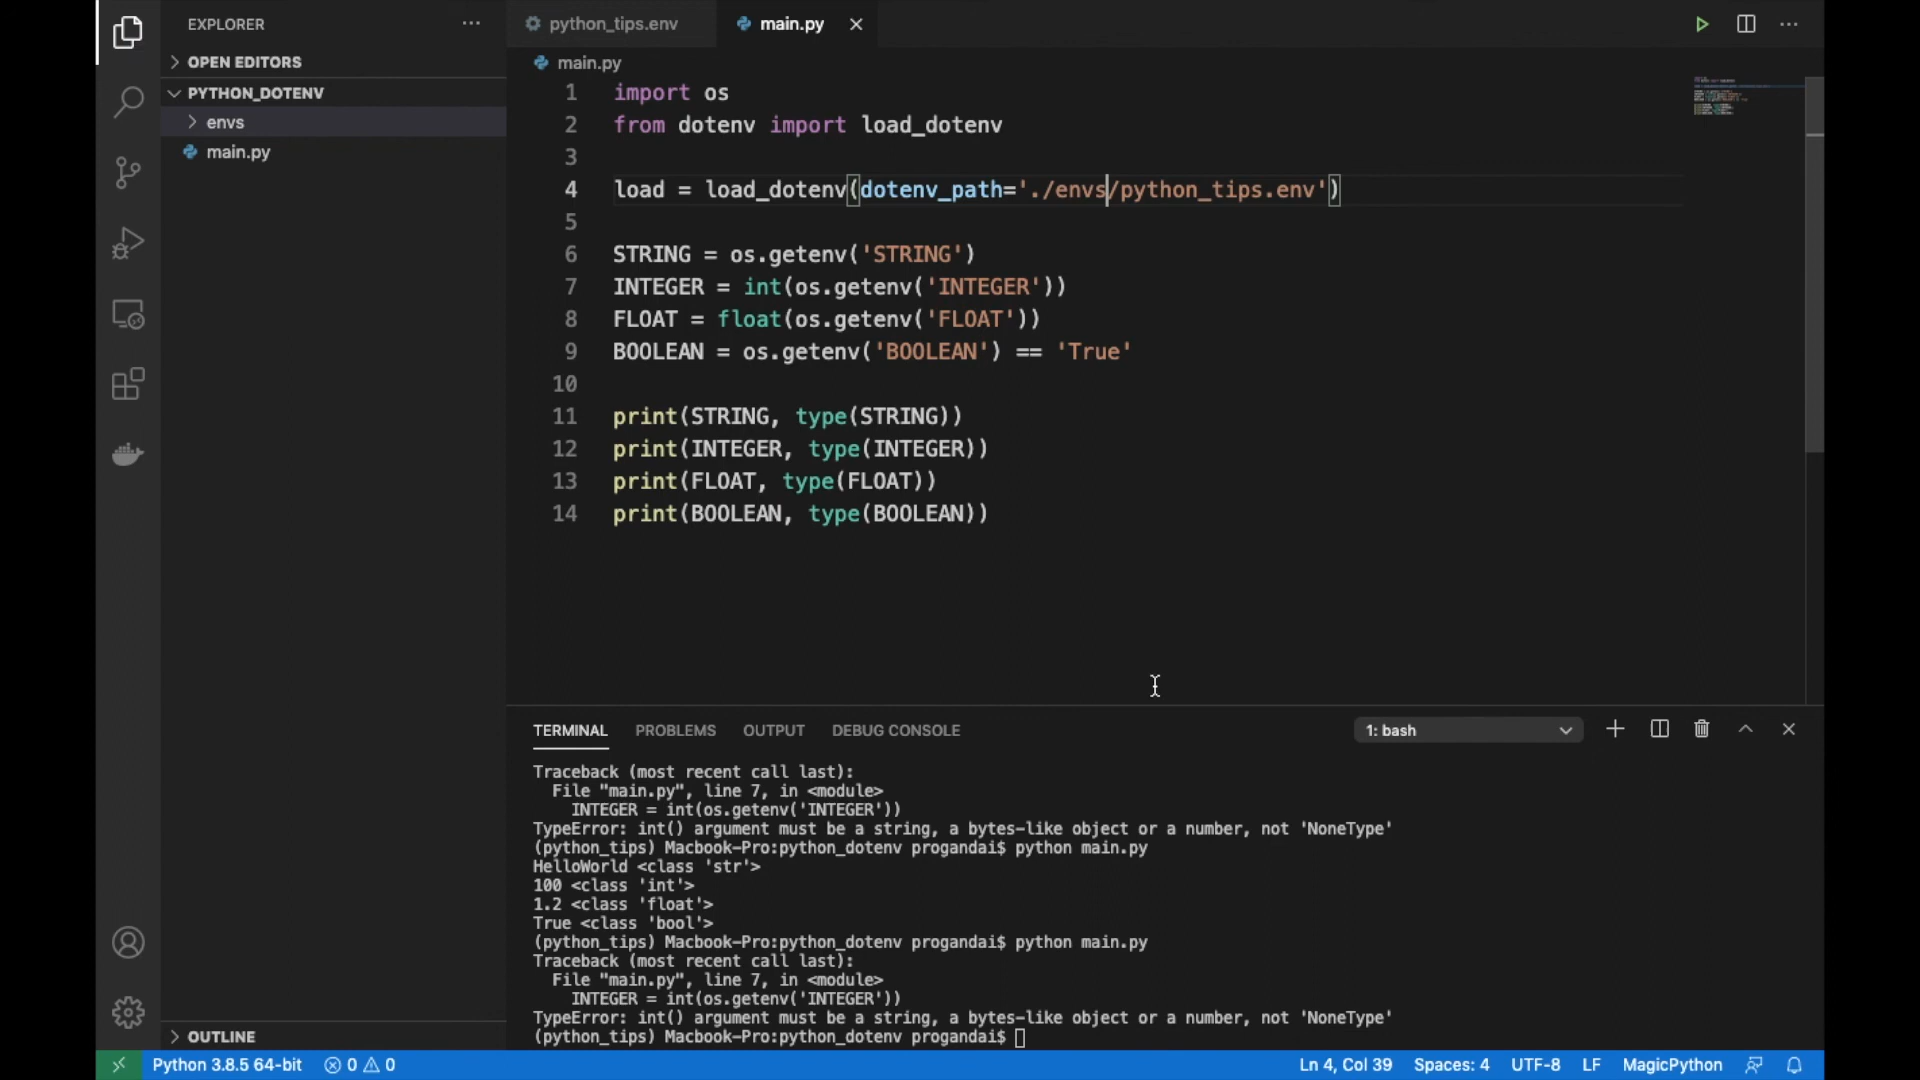 EXPLORER
OPEN EDITORS
PYTHON_DOTENV
envs
main.py
OUTLINE
python_tips.env
main.py
main.py
1 import os
2 from dotenv import load_dotenv
3
4 load = load_dotenv(dotenv_path='./envs/python_tips.env')
5
6 STRING = os.getenv('STRING')
7 INTEGER = int(os.getenv('INTEGER'))
8 FLOAT = float(os.getenv('FLOAT'))
9 BOOLEAN = os.getenv('BOOLEAN') == 'True'
10
11 print(STRING, type(STRING))
12 print(INTEGER, type(INTEGER))
13 print(FLOAT, type(FLOAT))
14 print(BOOLEAN, type(BOOLEAN))
TERMINAL PROBLEMS OUTPUT DEBUG CONSOLE 1: bash
Traceback (most recent call last):
File "main.py", line 7, in <module>
INTEGER = int(os.getenv('INTEGER'))
TypeError: int() argument must be a string, a bytes-like object or a number, not 'NoneType'
(python_tips) Macbook-Pro:python_dotenv progandai$ python main.py
HelloWorld <class 'str'>
100 <class 'int'>
1.2 <class 'float'>
True <class 'bool'>
(python_tips) Macbook-Pro:python_dotenv progandai$ python main.py
Traceback (most recent call last):
File "main.py", line 7, in <module>
INTEGER = int(os.getenv('INTEGER'))
TypeError: int() argument must be a string, a bytes-like object or a number, not 'NoneType'
(python_tips) Macbook-Pro:python_dotenv progandai$
Python 3.8.5 64-bit 0 0 Ln 4, Col 39 Spaces: 4 UTF-8 LF MagicPython